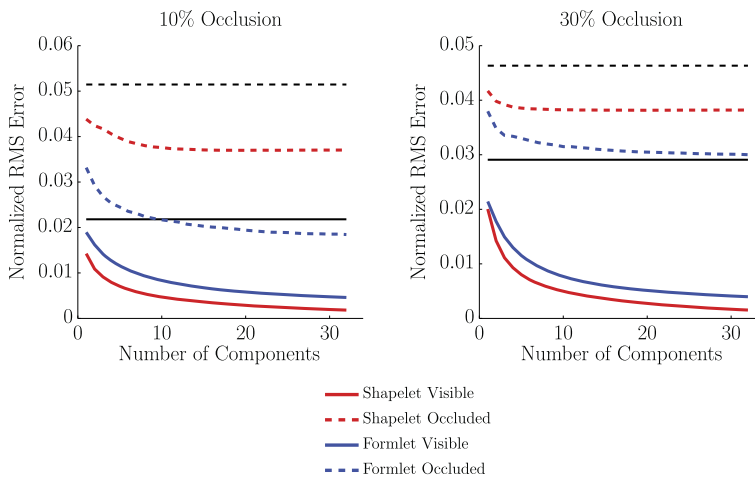 10% Occlusion
0.06
0.05
0.04
0.03
0.02
0.01
0
0
10
20
30
Normalized RMS Error
Number of Components
30% Occlusion
0.05
0.04
0.03
0.02
0.01
0
0
10
20
30
Normalized RMS Error
Number of Components
Shapelet Visible
Shapelet Occluded
Formlet Visible
Formlet Occluded